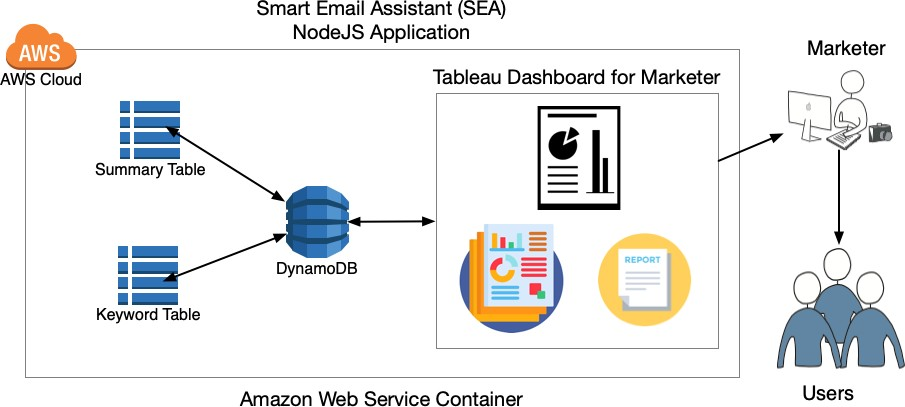 Smart Email Assistant (SEA)
NodeJS Application
AWS
AWS Cloud
Marketer
Tableau Dashboard for Marketer
Summary Table
DynamoDB
REPORT
Keyword Table
Users
Amazon Web Service Container